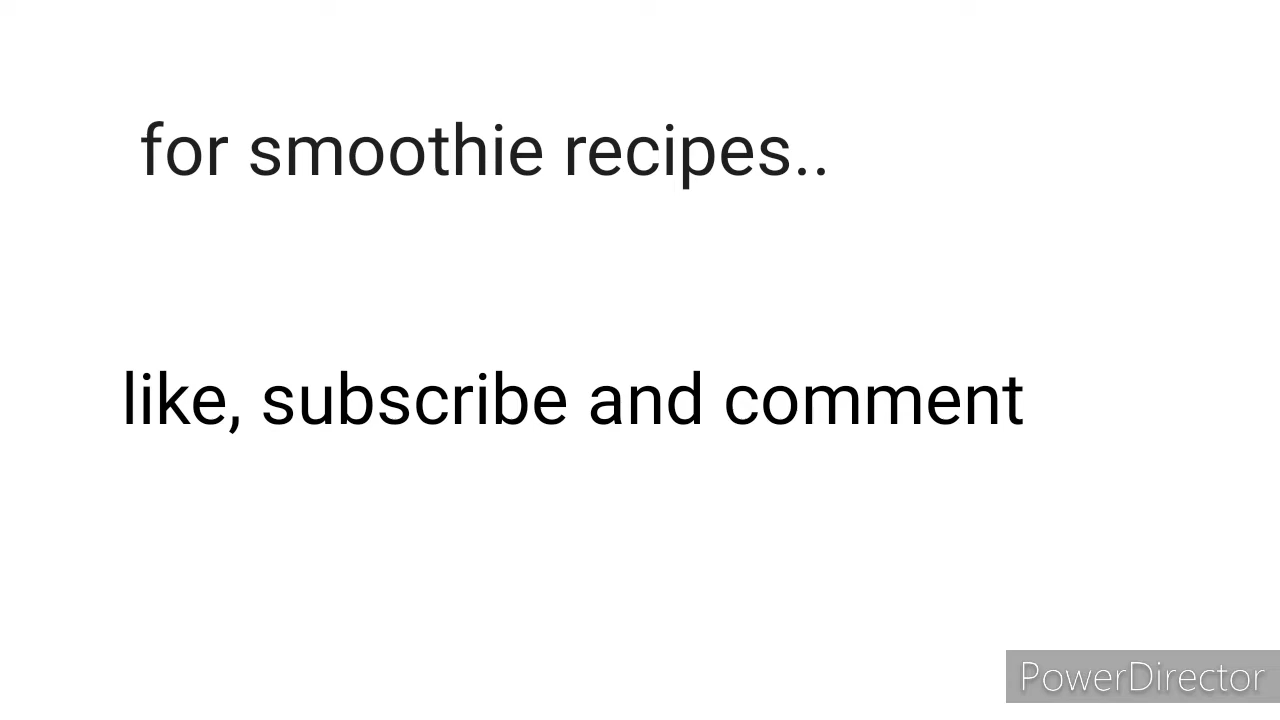 for smoothie recipes..
like, subscribe and comment
PowerDirector